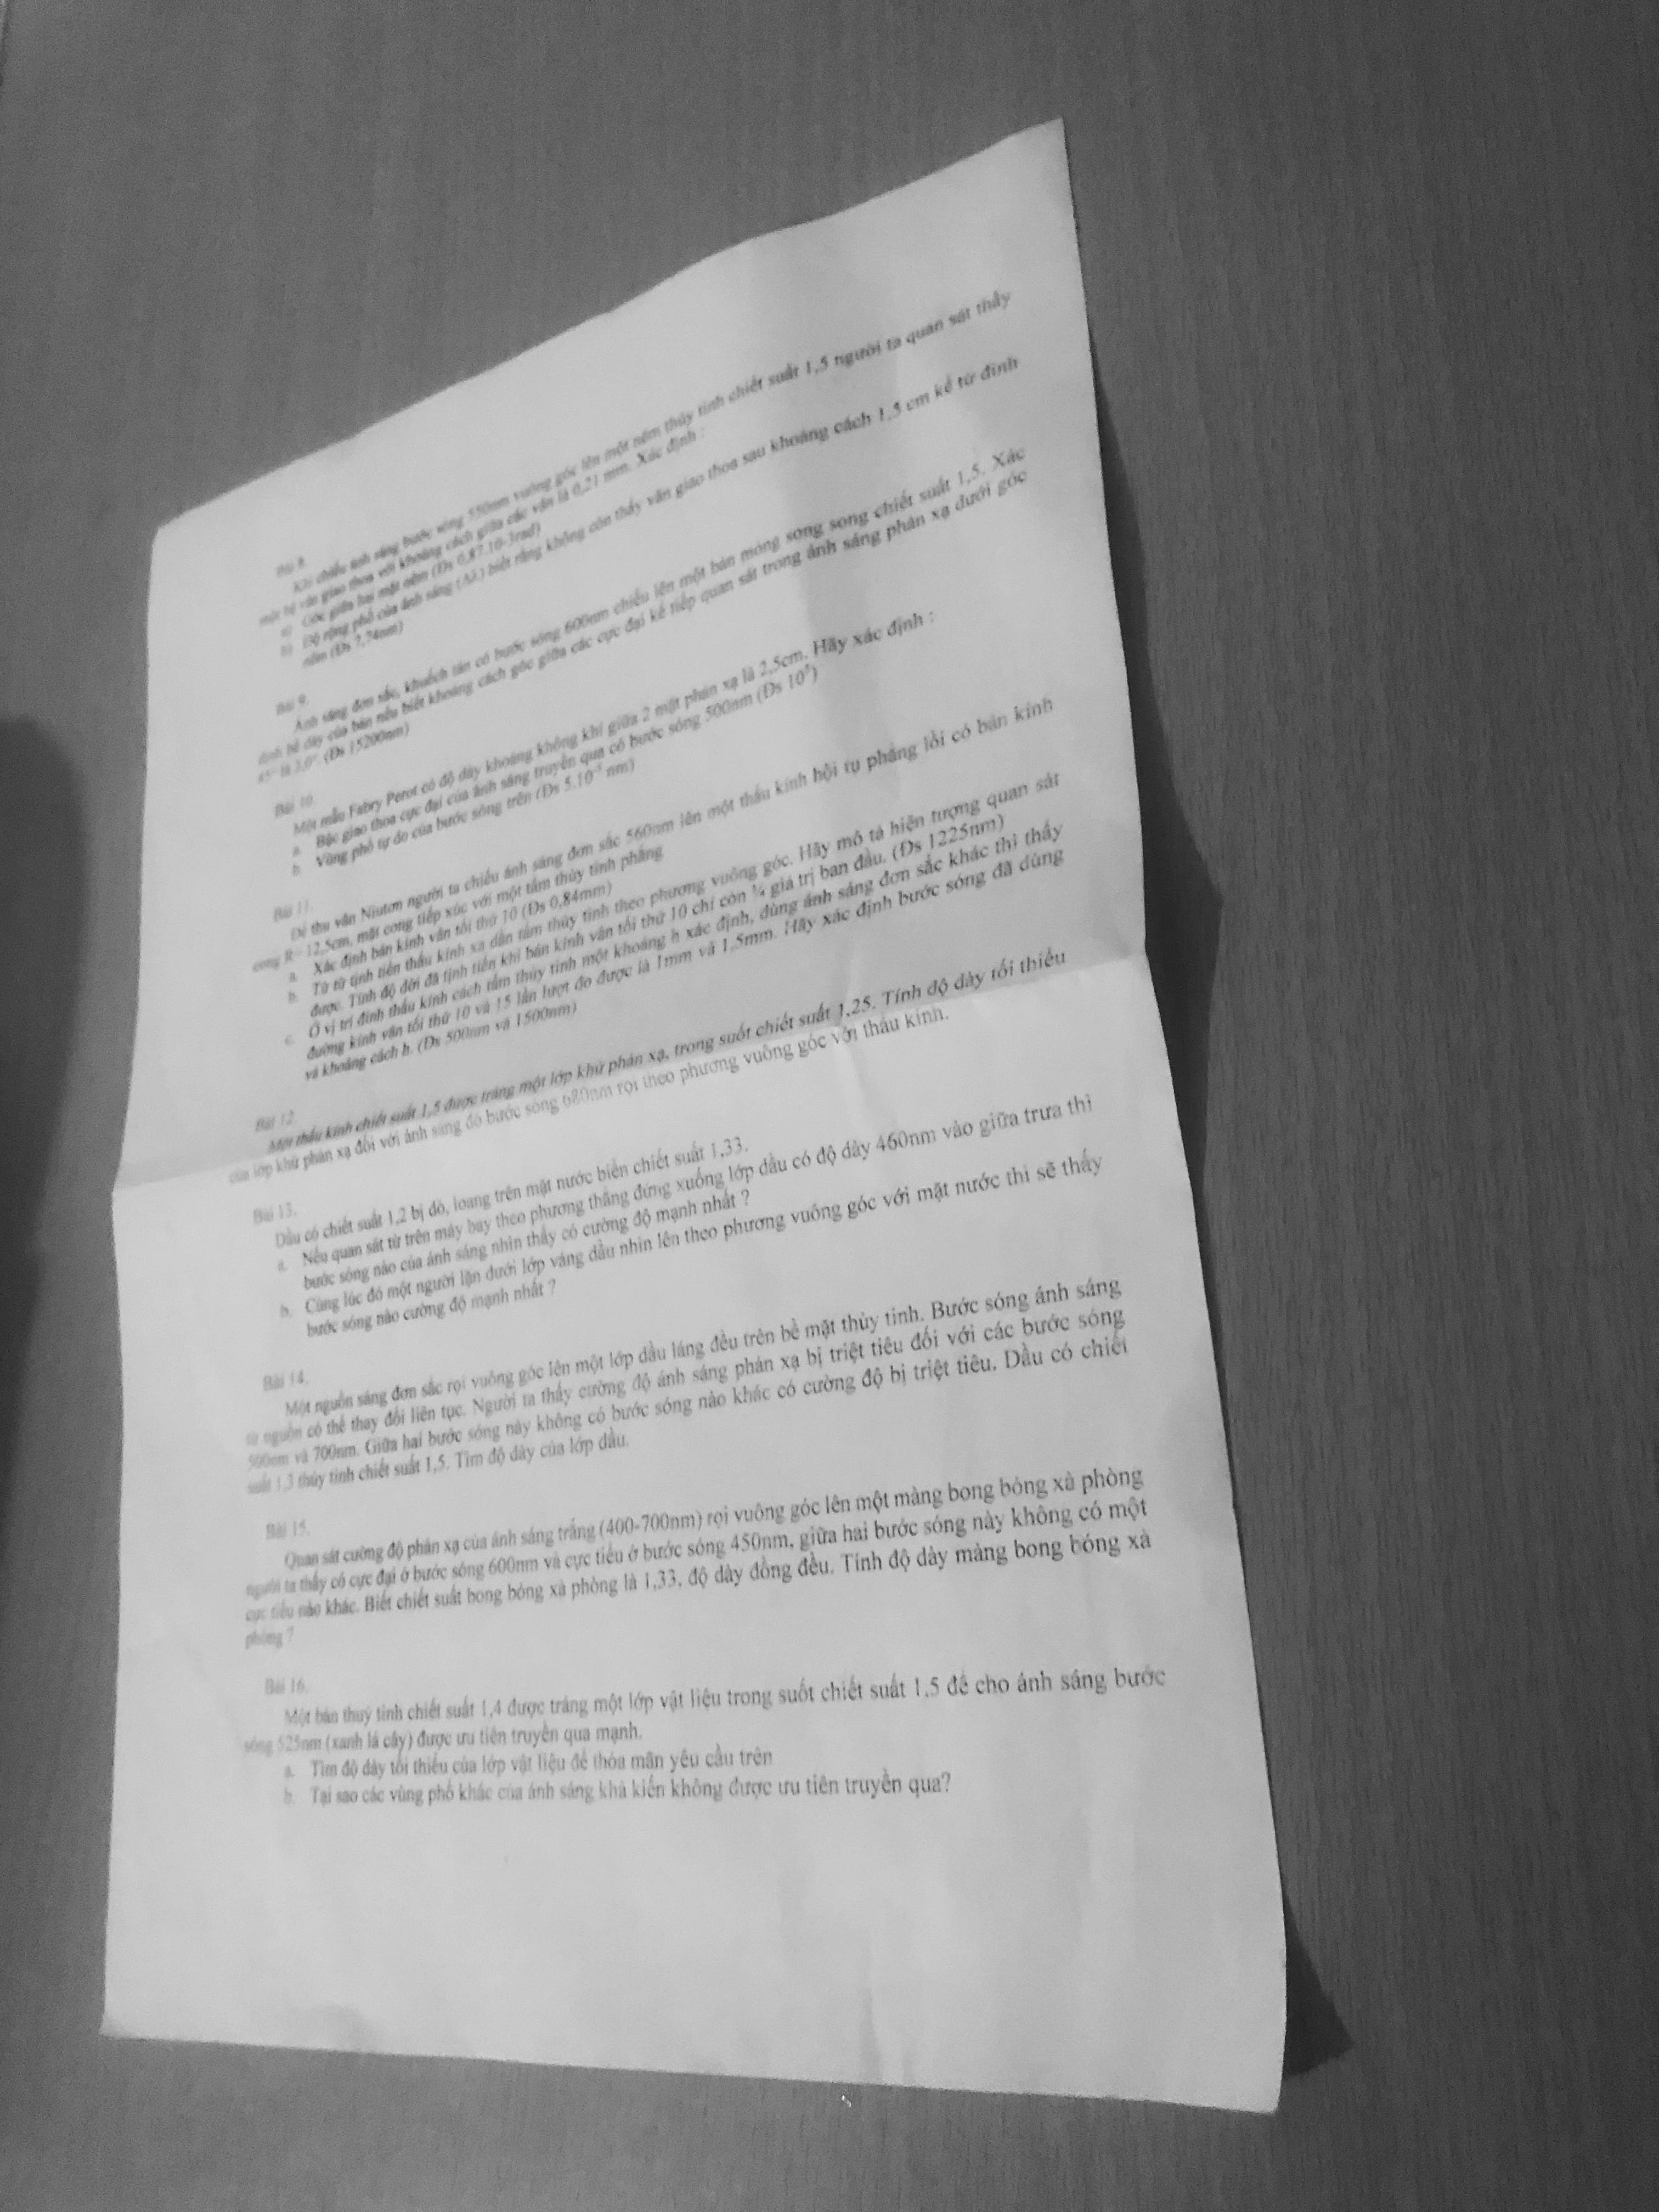 Bài 8.
Khi chiếu ánh sáng bước sóng 550nm vuông góc lên một nêm thủy tinh chiết suất 1,5 người ta quan sát thấy
một hệ vân giao thoa với khoảng cách giữa các vân là 0,21 mm. Xác định :
a) Góc giữa hai mặt nêm (Đs 0,87.10-3rad)
b) Độ rộng phổ của ánh sáng (Δλ) biết rằng không còn thấy vân giao thoa sau khoảng cách 1,5 cm kể từ đỉnh
nêm (Đs 7,74nm)
Bài 9.
Ánh sáng đơn sắc, khuếch tán có bước sóng 600nm chiếu lên một bản mỏng song song chiết suất 1,5. Xác
định bề dày của bản nếu biết khoảng cách góc giữa các cực đại kế tiếp quan sát trong ánh sáng phản xạ dưới góc
45° là 3,0°. (Đs 15200nm)
Bài 10.
Một mẫu Fabry Perot có độ dày khoảng không khí giữa 2 mặt phản xạ là 2,5cm. Hãy xác định :
a. Bậc giao thoa cực đại của ánh sáng truyền qua có bước sóng 500nm (Đs 10⁵)
b. Vùng phổ tự do của bước sóng trên (Đs 5.10⁻³ nm)
Bài 11.
Để thu vân Niutơn người ta chiếu ánh sáng đơn sắc 560nm lên một thấu kính hội tụ phẳng lồi có bán kính
cong R= 12,5cm, mặt cong tiếp xúc với một tấm thủy tinh phẳng
a. Xác định bán kính vân tối thứ 10 (Đs 0,84mm)
b. Từ từ tịnh tiến thấu kính xa dần tấm thủy tinh theo phương vuông góc. Hãy mô tả hiện tượng quan sát
được. Tính độ dời đã tịnh tiến khi bán kính vân tối thứ 10 chỉ còn ¾ giá trị ban đầu. (Đs 1225nm)
c. Ở vị trí đỉnh thấu kính cách tấm thủy tinh một khoảng h xác định, dùng ánh sáng đơn sắc khác thì thấy
đường kính vân tối thứ 10 và 15 lần lượt đo được là 1mm và 1,5mm. Hãy xác định bước sóng đã dùng
và khoảng cách h. (Đs 500nm và 1500nm)
Bài 12.
Một thấu kính chiết suất 1,5 được tráng một lớp khử phản xạ, trong suốt chiết suất 1,25. Tính độ dày tối thiểu
của lớp khử phản xạ đối với ánh sáng đỏ bước sóng 680nm rọi theo phương vuông góc với thấu kính.
Bài 13.
Dầu có chiết suất 1,2 bị đổ, loang trên mặt nước biển chiết suất 1,33.
a. Nếu quan sát từ trên máy bay theo phương thẳng đứng xuống lớp dầu có độ dày 460nm vào giữa trưa thì
bước sóng nào của ánh sáng nhìn thấy có cường độ mạnh nhất ?
b. Cùng lúc đó một người lặn dưới lớp váng dầu nhìn lên theo phương vuông góc với mặt nước thì sẽ thấy
bước sóng nào cường độ mạnh nhất ?
Bài 14.
Một nguồn sáng đơn sắc rọi vuông góc lên một lớp dầu láng đều trên bề mặt thủy tinh. Bước sóng ánh sáng
từ nguồn có thể thay đổi liên tục. Người ta thấy cường độ ánh sáng phản xạ bị triệt tiêu đối với các bước sóng
500nm và 700nm. Giữa hai bước sóng này không có bước sóng nào khác có cường độ bị triệt tiêu. Dầu có chiết
suất 1,3 thủy tinh chiết suất 1,5. Tìm độ dày của lớp dầu.
Bài 15.
Quan sát cường độ phản xạ của ánh sáng trắng (400-700nm) rọi vuông góc lên một màng bong bóng xà phòng
người ta thấy có cực đại ở bước sóng 600nm và cực tiểu ở bước sóng 450nm, giữa hai bước sóng này không có một
cực tiểu nào khác. Biết chiết suất bong bóng xà phòng là 1,33, độ dày đồng đều. Tính độ dày màng bong bóng xà
phòng ?
Bài 16.
Một bản thuỷ tinh chiết suất 1,4 được tráng một lớp vật liệu trong suốt chiết suất 1,5 để cho ánh sáng bước
sóng 525nm (xanh lá cây) được ưu tiên truyền qua mạnh.
a. Tìm độ dày tối thiểu của lớp vật liệu để thỏa mãn yêu cầu trên
b. Tại sao các vùng phổ khác của ánh sáng khả kiến không được ưu tiên truyền qua?